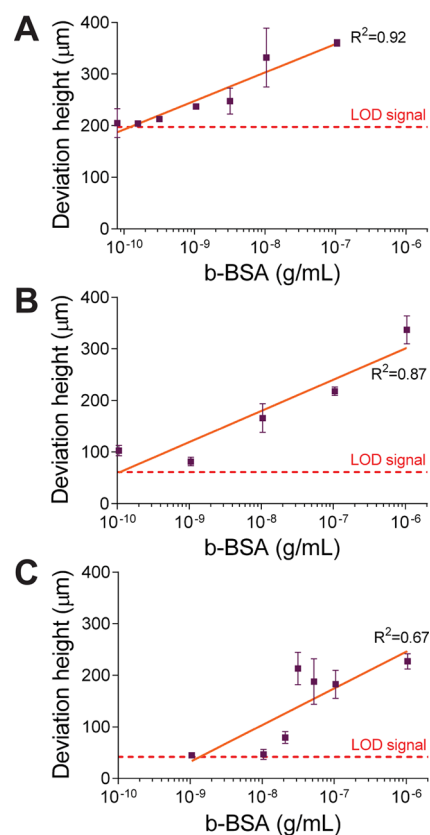 A
400
300
200
100
0
Deviation height (μm)
R²=0.92
LOD signal
10⁻¹⁰ 10⁻⁹ 10⁻⁸ 10⁻⁷ 10⁻⁶
b-BSA (g/mL)
B
400
300
200
100
0
Deviation height (μm)
R²=0.87
LOD signal
10⁻¹⁰ 10⁻⁹ 10⁻⁸ 10⁻⁷ 10⁻⁶
b-BSA (g/mL)
C
400
300
200
100
0
Deviation height (μm)
R²=0.67
LOD signal
10⁻¹⁰ 10⁻⁹ 10⁻⁸ 10⁻⁷ 10⁻⁶
b-BSA (g/mL)